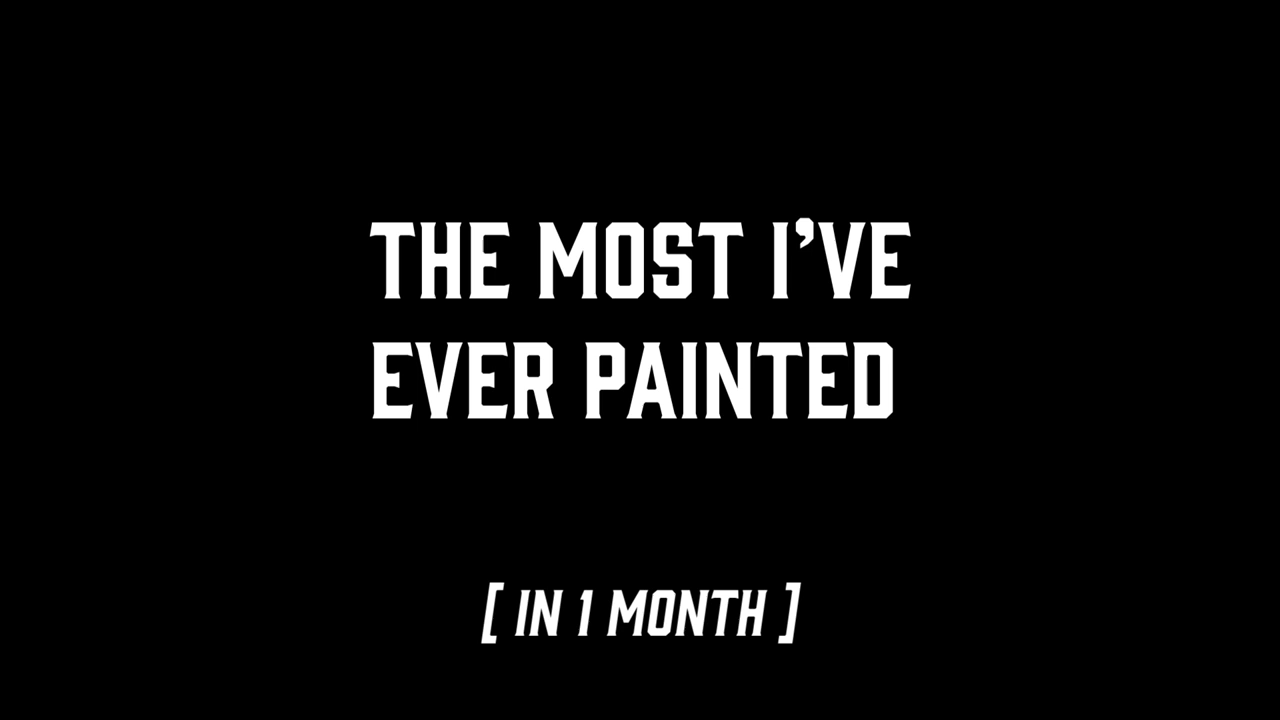 THE MOST I’VE
EVER PAINTED
[ IN 1 MONTH ]